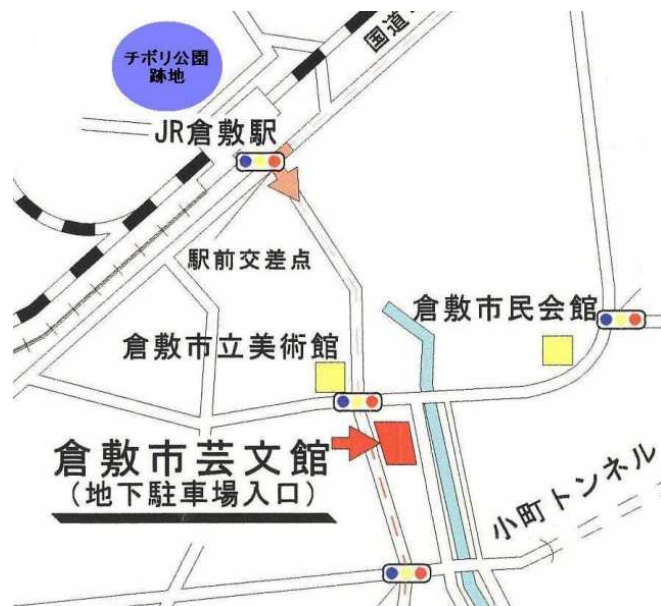 チボリ公園
跡地
国道
JR倉敷駅
駅前交差点
倉敷市民会館
倉敷市立美術館
倉敷市芸文館
(地下駐車場入口)
小町トンネル